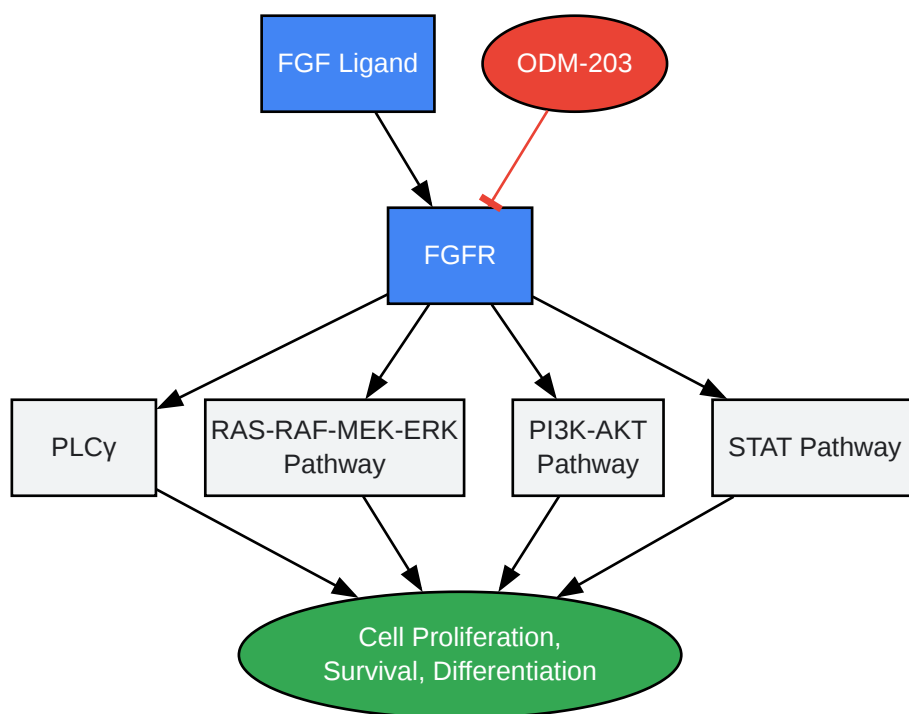 FGF Ligand
ODM-203
FGFR
PLCγ
RAS-RAF-MEK-ERK
Pathway
PI3K-AKT
Pathway
STAT Pathway
Cell Proliferation,
Survival, Differentiation